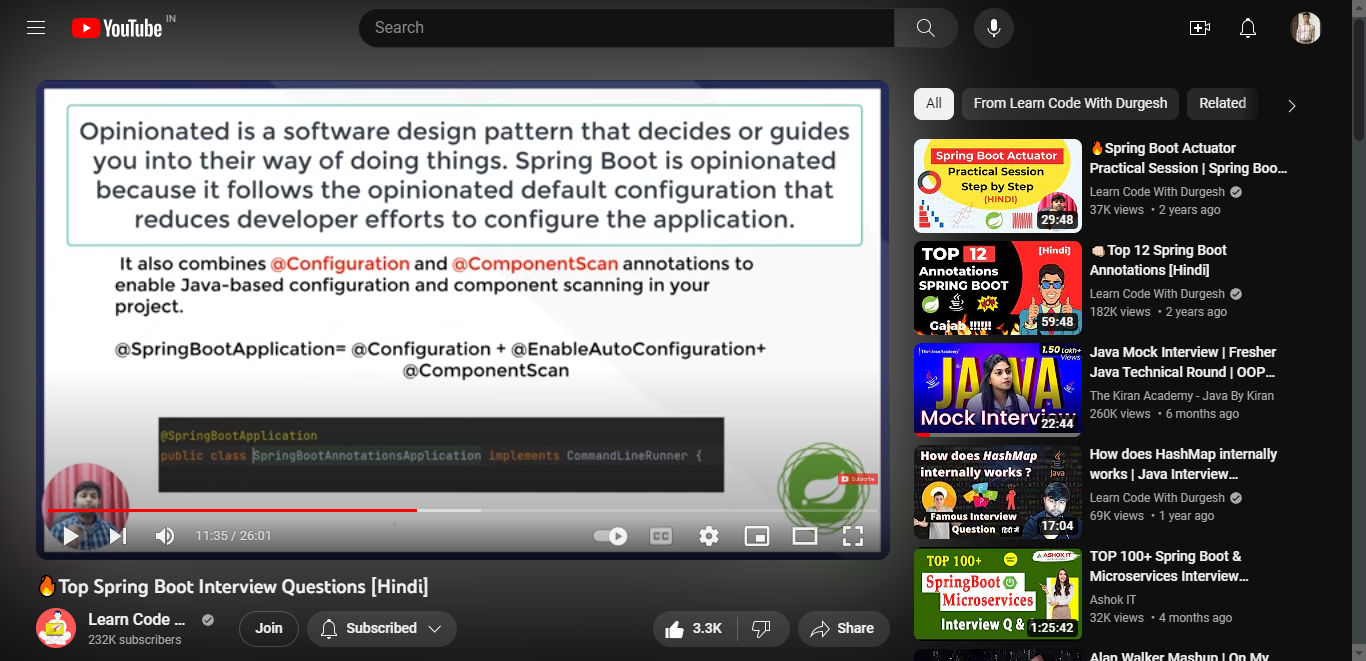 YouTube IN
Search
Opinionated is a software design pattern that decides or guides
you into their way of doing things. Spring Boot is opinionated
because it follows the opinionated default configuration that
reduces developer efforts to configure the application.
It also combines @Configuration and @ComponentScan annotations to
enable Java-based configuration and component scanning in your
project.
@SpringBootApplication= @Configuration + @EnableAutoConfiguration+
@ComponentScan
@SpringBootApplication
public class SpringBootAnnotationsApplication implements CommandLineRunner {
Subscribe
11:35 / 26:01
CC
🔥Top Spring Boot Interview Questions [Hindi]
Learn Code ...
232K subscribers
Join
Subscribed
3.3K
Share
All
From Learn Code With Durgesh
Related
Spring Boot Actuator
Practical Session
Step by Step
(HINDI)
29:48
🔥Spring Boot Actuator
Practical Session | Spring Boo...
Learn Code With Durgesh
37K views • 2 years ago
TOP 12
[Hindi]
Annotations
SPRING BOOT
Gajab !!!!!!
59:48
👊🏻Top 12 Spring Boot
Annotations [Hindi]
Learn Code With Durgesh
182K views • 2 years ago
1.50 Lakh+
Views
JAVA
Mock Interview
22:44
Java Mock Interview | Fresher
Java Technical Round | OOP...
The Kiran Academy - Java By Kiran
260K views • 6 months ago
How does HashMap
internally works ?
Java
Famous Interview
Question
17:04
How does HashMap internally
works | Java Interview...
Learn Code With Durgesh
69K views • 1 year ago
TOP 100+
ASHOK IT
SpringBoot
Microservices
Interview Q &
1:25:42
TOP 100+ Spring Boot &
Microservices Interview...
Ashok IT
32K views • 4 months ago
Alan Walker Mashup | On My